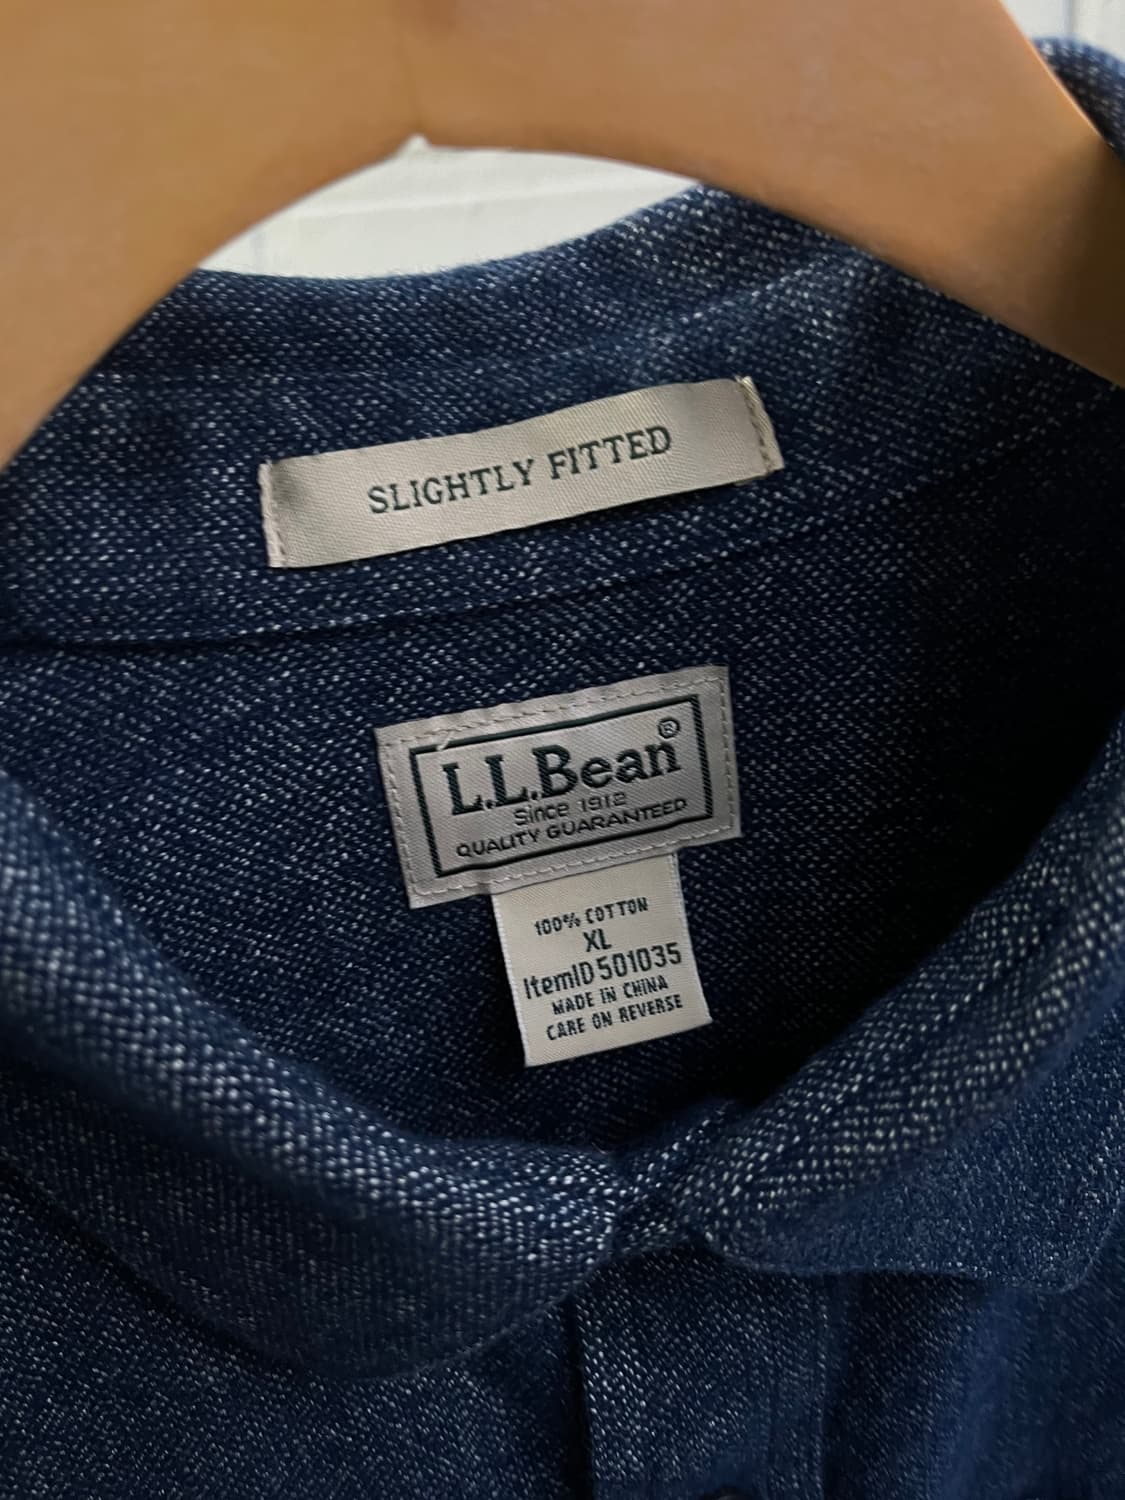 SLIGHTLY FITTED
L.L.Bean®
Since 1912
QUALITY GUARANTEED
100% COTTON
XL
ItemID 501035
MADE IN CHINA
CARE ON REVERSE